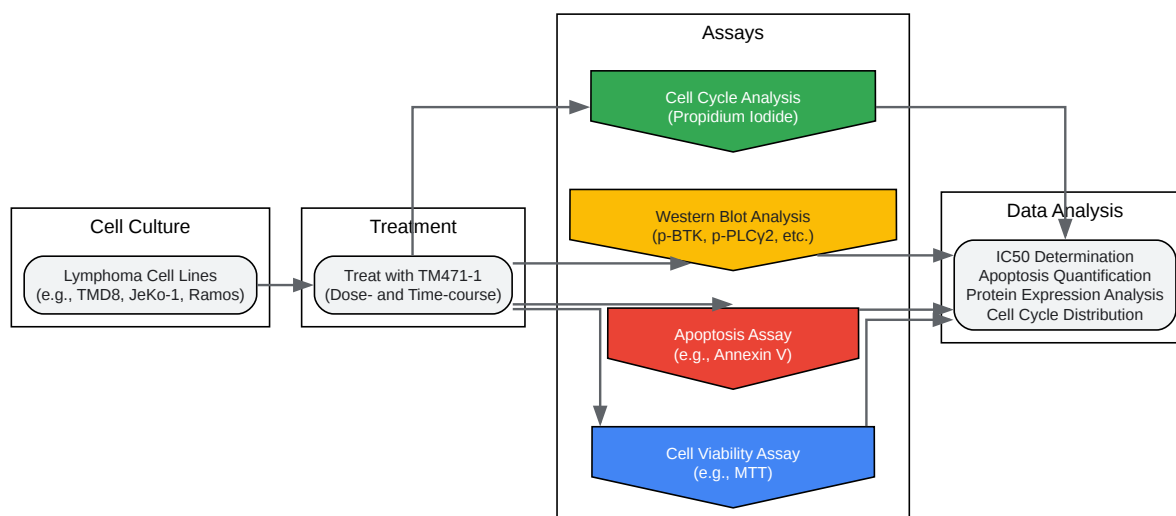 Cell Culture
Lymphoma Cell Lines
(e.g., TMD8, JeKo-1, Ramos)
Treatment
Treat with TM471-1
(Dose- and Time-course)
Assays
Cell Cycle Analysis
(Propidium Iodide)
Western Blot Analysis
(p-BTK, p-PLCγ2, etc.)
Apoptosis Assay
(e.g., Annexin V)
Cell Viability Assay
(e.g., MTT)
Data Analysis
IC50 Determination
Apoptosis Quantification
Protein Expression Analysis
Cell Cycle Distribution